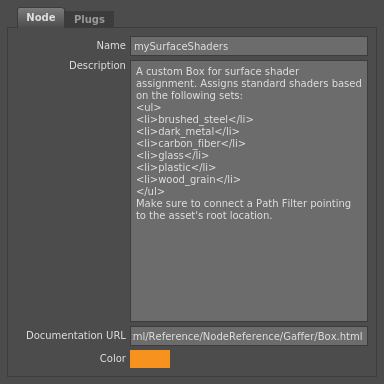 Node Plugs
Name mySurfaceShaders
Description A custom Box for surface shader
assignment. Assigns standard shaders based
on the following sets:
<ul>
<li>brushed_steel</li>
<li>dark_metal</li>
<li>carbon_fiber</li>
<li>glass</li>
<li>plastic</li>
<li>wood_grain</li>
</ul>
Make sure to connect a Path Filter pointing
to the asset's root location.
Documentation URL ml/Reference/NodeReference/Gaffer/Box.html
Color